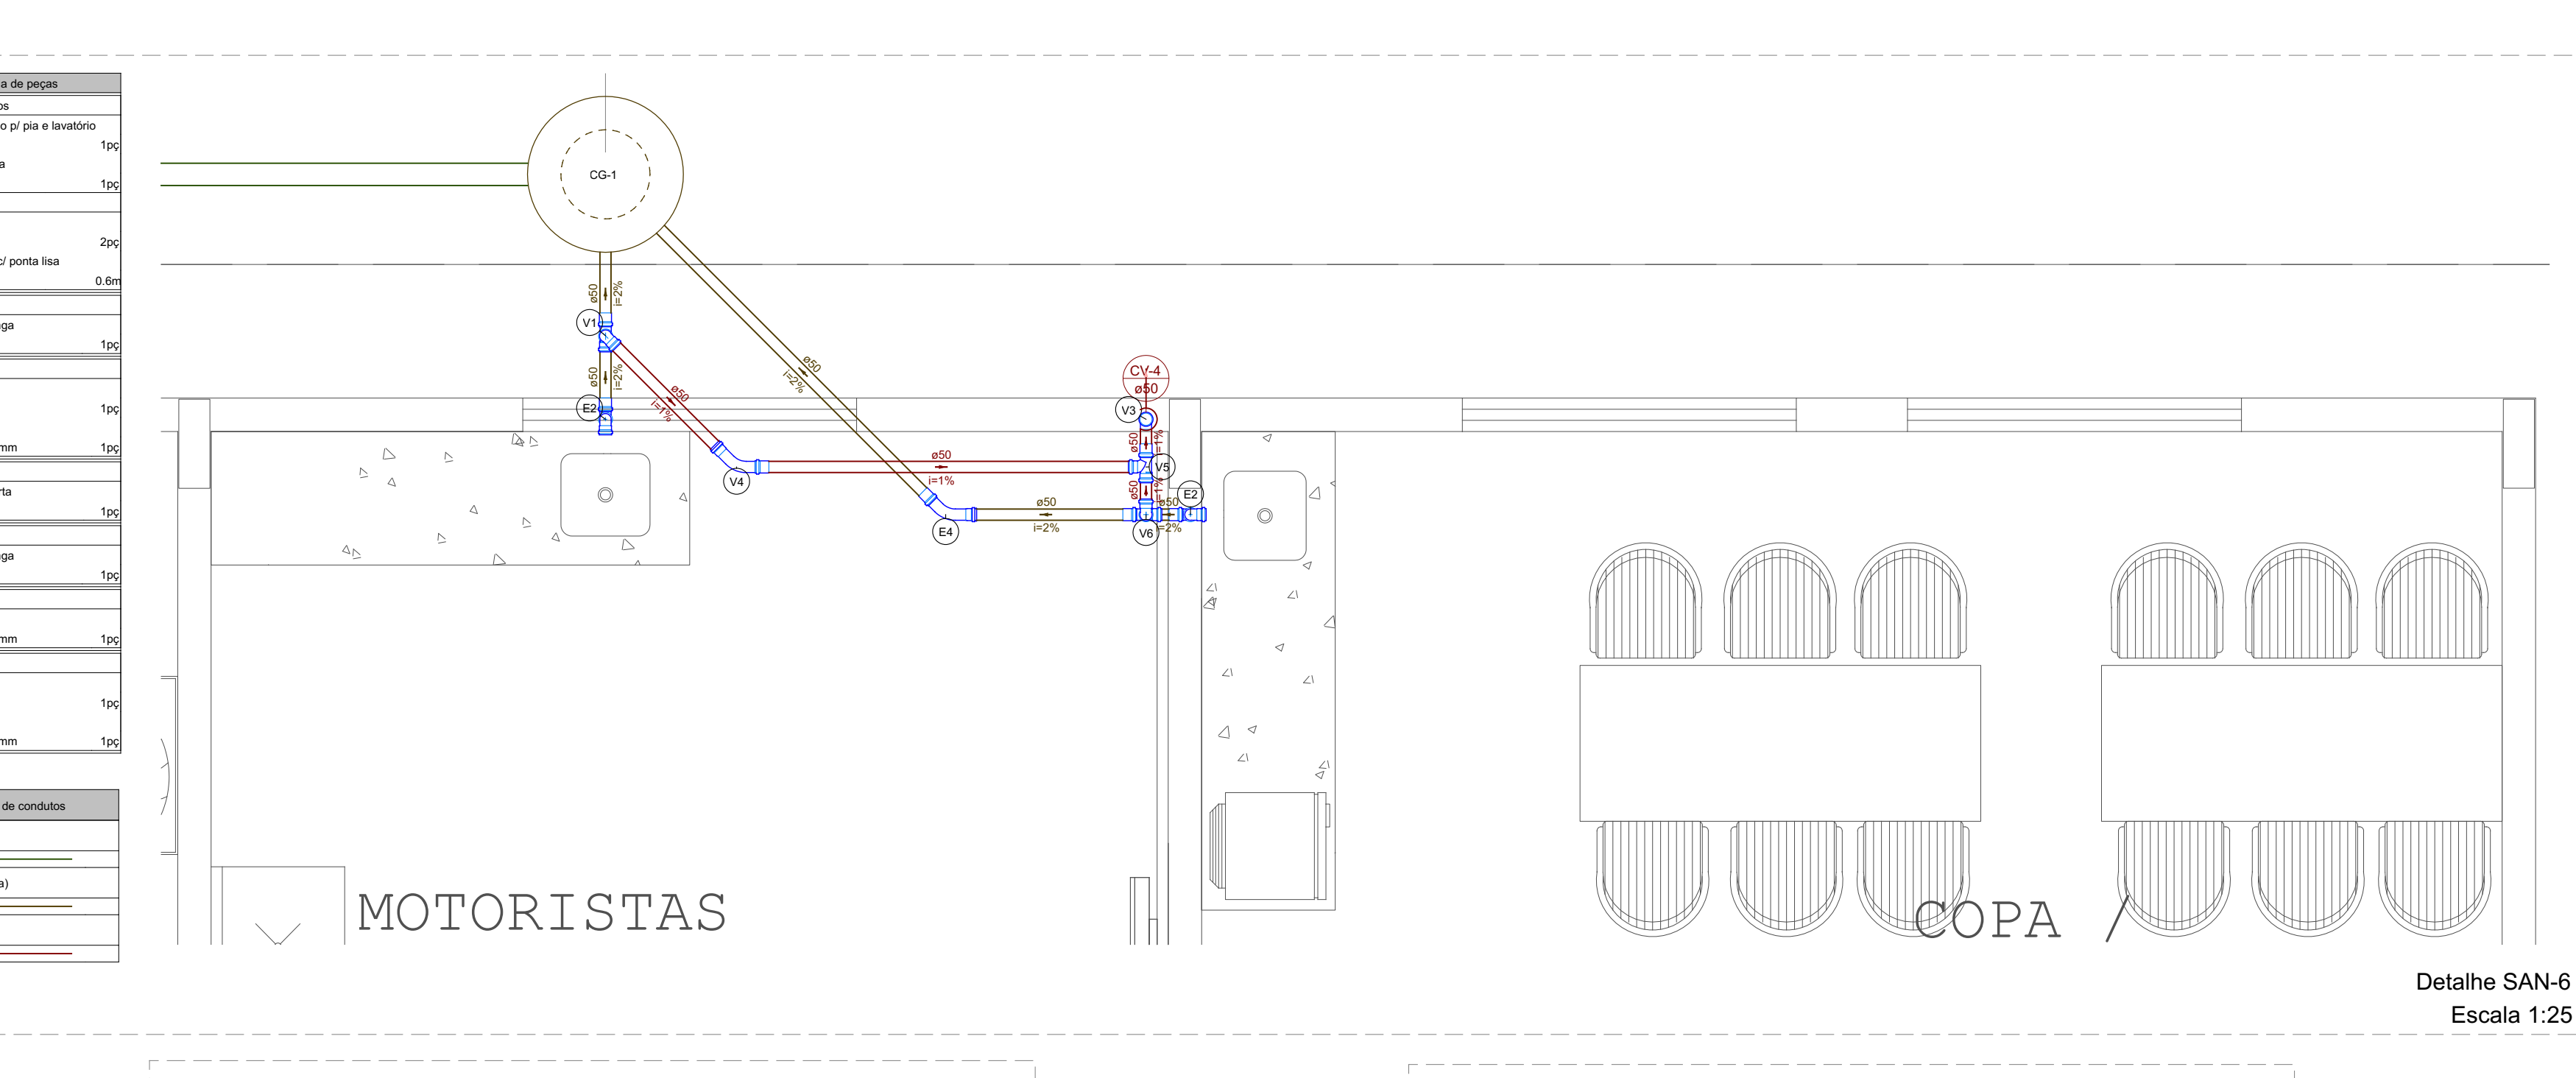 a de peças
os
o p/ pia e lavatório
1pç
a
1pç
2pç
c/ ponta lisa
0.6m
ga
1pç
1pç
mm 1pç
rta
1pç
ga
1pç
mm 1pç
1pç
mm 1pç
de condutos
a)
CG-1
ø50
i=2%
V1
ø50
i=2%
E2
ø50
i=1%
ø50
i=2%
V4
ø50
i=1%
E4
ø50
i=2%
CV-4
ø50
V3
ø50
i=1%
V5
ø50
i=1%
E2
ø50
i=2%
V6
MOTORISTAS
COPA /
Detalhe SAN-6
Escala 1:25